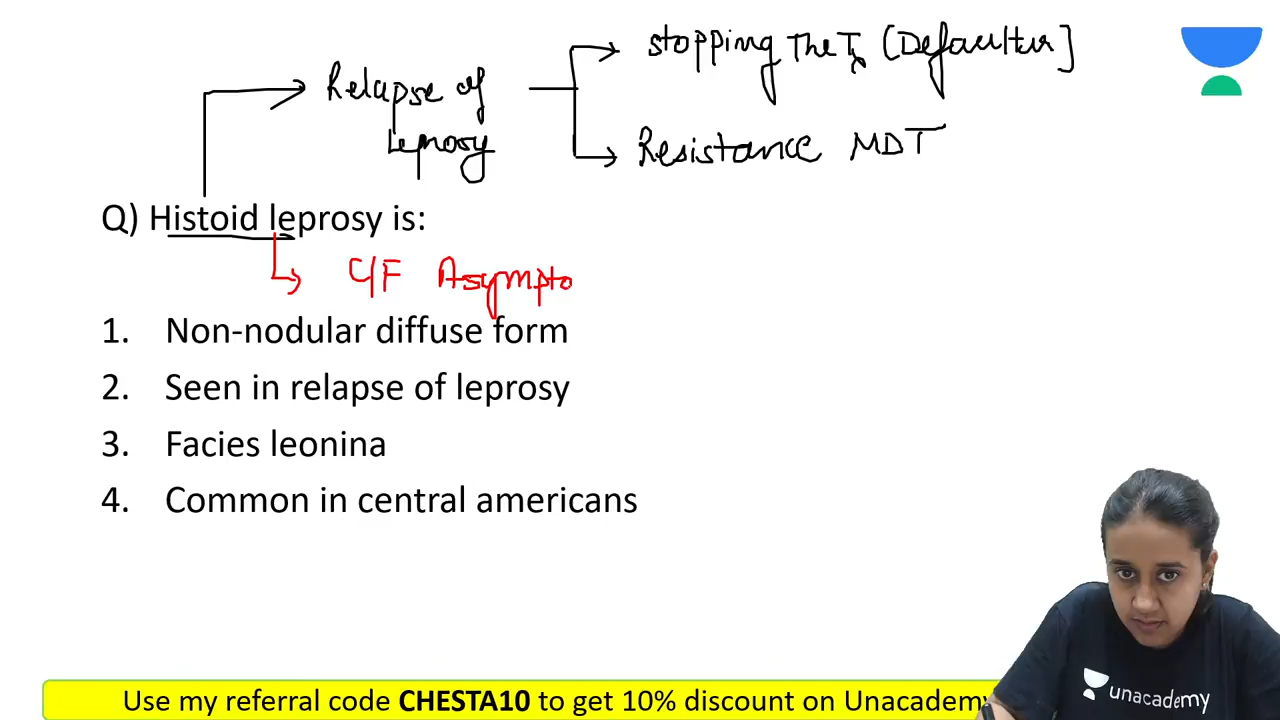 stopping The Tx [Defaulter]
Relapse of
Leprosy
Resistance MDT
Q) Histoid leprosy is:
C/F Asympto
1. Non-nodular diffuse form
2. Seen in relapse of leprosy
3. Facies leonina
4. Common in central americans
unacademy
Use my referral code CHESTA10 to get 10% discount on Unacademy